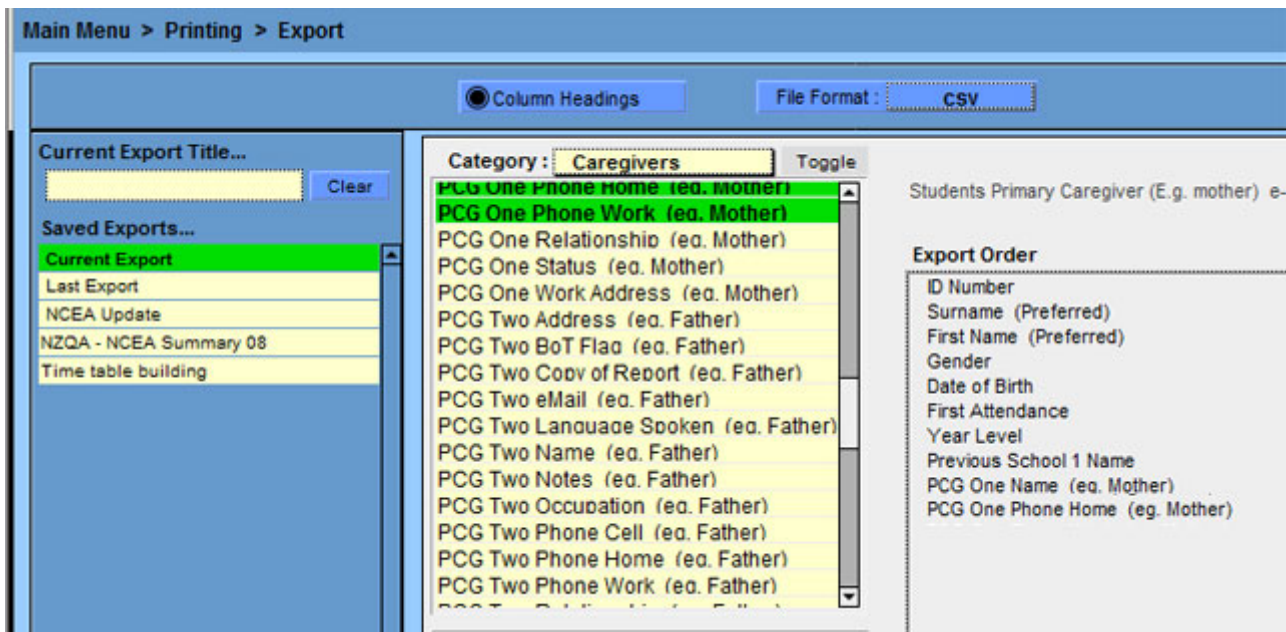 Main Menu > Printing > Export
Column Headings
File Format : CSV
Current Export Title...
Clear
Saved Exports...
Current Export
Last Export
NCEA Update
NZQA - NCEA Summary 08
Time table building
Category : Caregivers Toggle
PCG One Phone Home (eg. Mother)
PCG One Phone Work (eg. Mother)
PCG One Relationship (eg. Mother)
PCG One Status (eg. Mother)
PCG One Work Address (eg. Mother)
PCG Two Address (eg. Father)
PCG Two BoT Flag (eg. Father)
PCG Two Copy of Report (eg. Father)
PCG Two eMail (eg. Father)
PCG Two Language Spoken (eg. Father)
PCG Two Name (eg. Father)
PCG Two Notes (eg. Father)
PCG Two Occupation (eg. Father)
PCG Two Phone Cell (eg. Father)
PCG Two Phone Home (eg. Father)
PCG Two Phone Work (eg. Father)
Students Primary Caregiver (E.g. mother) e-
Export Order
ID Number
Surname (Preferred)
First Name (Preferred)
Gender
Date of Birth
First Attendance
Year Level
Previous School 1 Name
PCG One Name (eg. Mother)
PCG One Phone Home (eg. Mother)